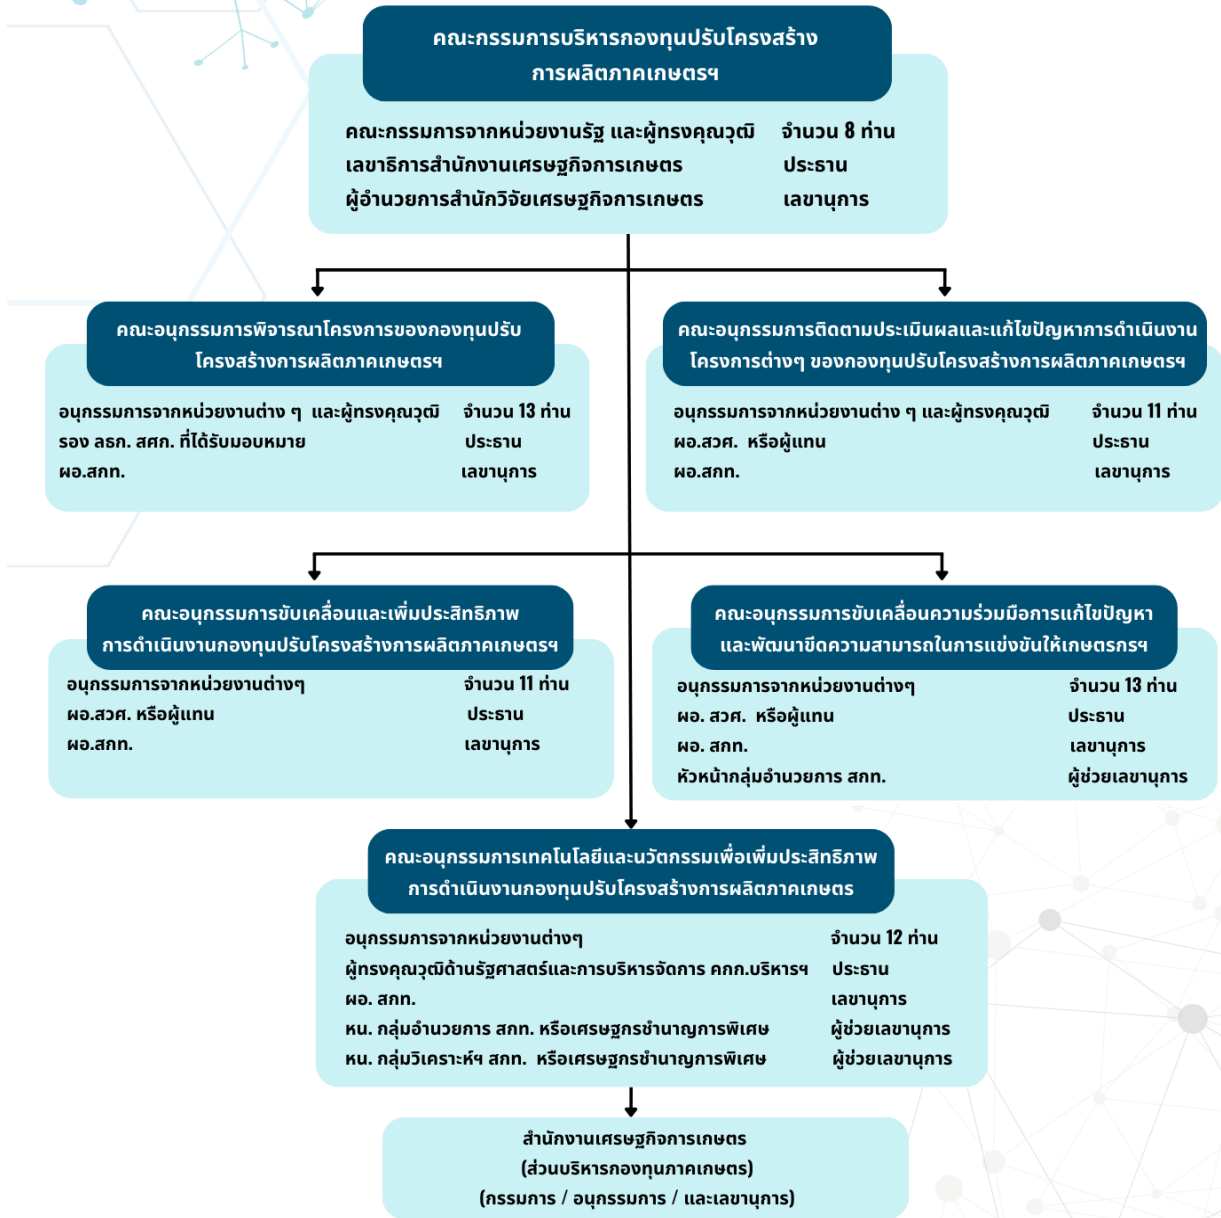 คณะกรรมการบริหารกองทุนปรับโครงสร้าง
การผลิตภาคเกษตรฯ
คณะกรรมการจากหน่วยงานรัฐ และผู้ทรงคุณวุฒิ จำนวน 8 ท่าน
เลขาธิการสำนักงานเศรษฐกิจการเกษตร ประธาน
ผู้อำนวยการสำนักวิจัยเศรษฐกิจการเกษตร เลขานุการ
คณะอนุกรรมการพิจารณาโครงการของกองทุนปรับ
โครงสร้างการผลิตภาคเกษตรฯ
อนุกรรมการจากหน่วยงานต่าง ๆ และผู้ทรงคุณวุฒิ จำนวน 13 ท่าน
รอง ลธก. สศก. ที่ได้รับมอบหมาย ประธาน
ผอ.สกท. เลขานุการ
คณะอนุกรรมการติดตามประเมินผลและแก้ไขปัญหาการดำเนินงาน
โครงการต่างๆ ของกองทุนปรับโครงสร้างการผลิตภาคเกษตรฯ
อนุกรรมการจากหน่วยงานต่าง ๆ และผู้ทรงคุณวุฒิ จำนวน 11 ท่าน
ผอ.สวศ. หรือผู้แทน ประธาน
ผอ.สกท. เลขานุการ
คณะอนุกรรมการขับเคลื่อนและเพิ่มประสิทธิภาพ
การดำเนินงานกองทุนปรับโครงสร้างการผลิตภาคเกษตรฯ
อนุกรรมการจากหน่วยงานต่างๆ จำนวน 11 ท่าน
ผอ.สวศ. หรือผู้แทน ประธาน
ผอ.สกท. เลขานุการ
คณะอนุกรรมการขับเคลื่อนความร่วมมือการแก้ไขปัญหา
และพัฒนาขีดความสามารถในการแข่งขันให้เกษตรกรฯ
อนุกรรมการจากหน่วยงานต่างๆ จำนวน 13 ท่าน
ผอ. สวศ. หรือผู้แทน ประธาน
ผอ. สกท. เลขานุการ
หัวหน้ากลุ่มอำนวยการ สกท. ผู้ช่วยเลขานุการ
คณะอนุกรรมการเทคโนโลยีและนวัตกรรมเพื่อเพิ่มประสิทธิภาพ
การดำเนินงานกองทุนปรับโครงสร้างการผลิตภาคเกษตร
อนุกรรมการจากหน่วยงานต่างๆ จำนวน 12 ท่าน
ผู้ทรงคุณวุฒิด้านรัฐศาสตร์และการบริหารจัดการ คกก.บริหารฯ ประธาน
ผอ. สกท. เลขานุการ
หน. กลุ่มอำนวยการ สกท. หรือเศรษฐกรชำนาญการพิเศษ ผู้ช่วยเลขานุการ
หน. กลุ่มวิเคราะห์ฯ สกท. หรือเศรษฐกรชำนาญการพิเศษ ผู้ช่วยเลขานุการ
สำนักงานเศรษฐกิจการเกษตร
(ส่วนบริหารกองทุนภาคเกษตร)
(กรรมการ / อนุกรรมการ / และเลขานุการ)